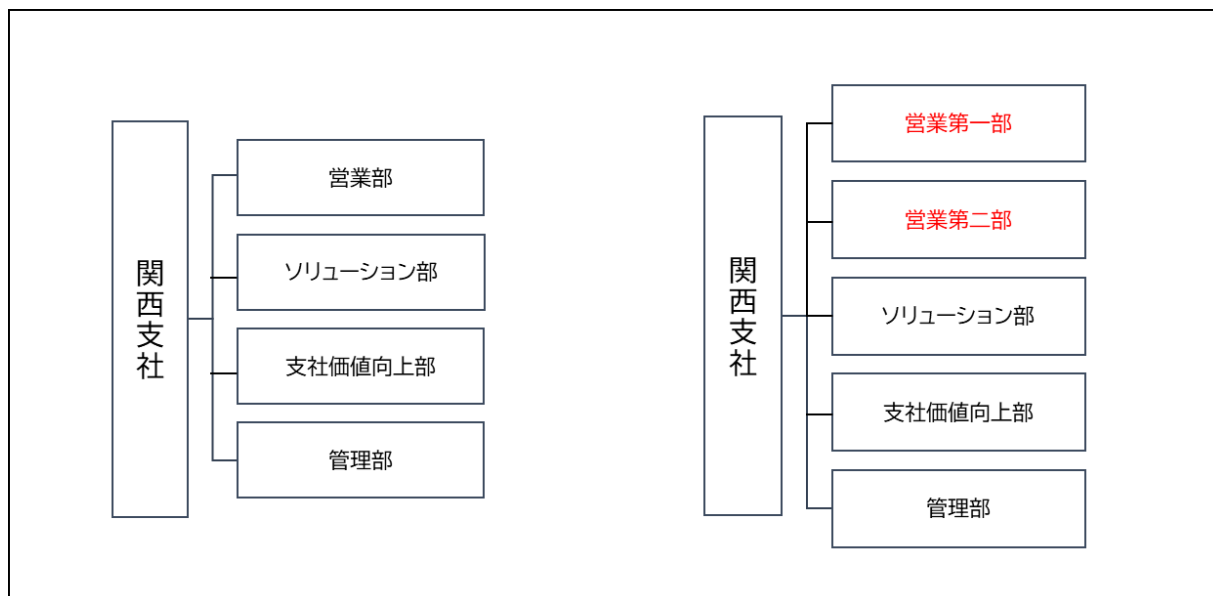 関西支社
営業部
ソリューション部
支社価値向上部
管理部
関西支社
営業第一部
営業第二部
ソリューション部
支社価値向上部
管理部